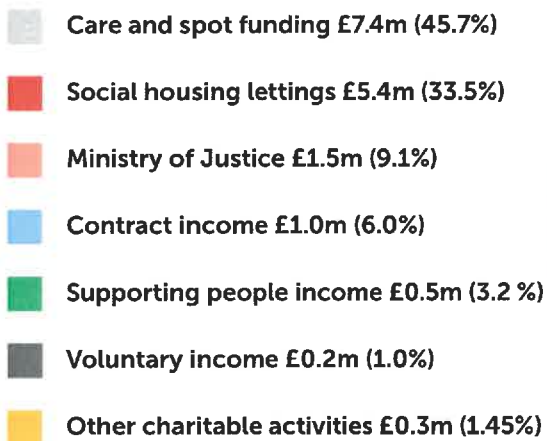 Care and spot funding £7.4m (45.7%)
Social housing lettings £5.4m (33.5%)
Ministry of Justice £1.5m (9.1%)
Contract income £1.0m (6.0%)
Supporting people income £0.5m (3.2 %)
Voluntary income £0.2m (1.0%)
Other charitable activities £0.3m (1.45%)